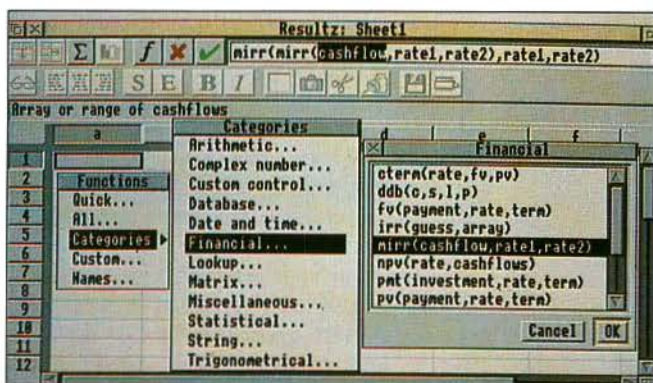 Resultz: Sheet1
Σ f mirr(mirr(cashflow,rate1,rate2),rate1,rate2)
S E B I
Array or range of cashflows
a d e f
1
2
3
4
5
6
7
8
9
10
11
12
Functions
Quick...
All...
Categories
Custom...
Names...
Categories
Arithmetic...
Complex number...
Custom control...
Database...
Date and time...
Financial...
Lookup...
Matrix...
Miscellaneous...
Statistical...
String...
Trigonometrical...
Financial
cterm(rate,fv,pv)
ddb(c,s,l,p)
fv(payment,rate,term)
irr(guess,array)
mirr(cashflow,rate1,rate2)
npv(rate,cashflows)
pmt(investment,rate,term)
pv(payment,rate,term)
Cancel OK